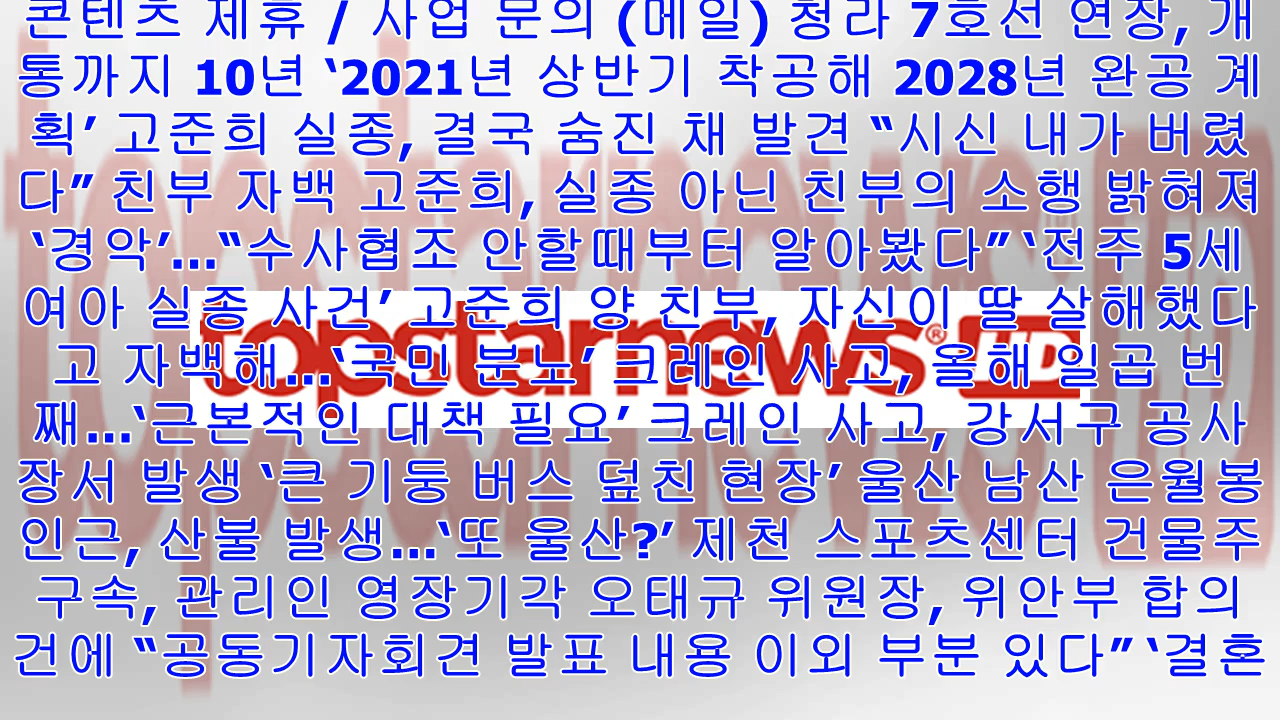 콘텐츠 제휴 / 사업 문의 (메일) 청라 7호선 연장, 개
통까지 10년 ‘2021년 상반기 착공해 2028년 완공 계
획’ 고준희 실종, 결국 숨진 채 발견 “시신 내가 버렸
다” 친부 자백 고준희, 실종 아닌 친부의 소행 밝혀져
‘경악’…“수사협조 안할때부터 알아봤다” ‘전주 5세
여아 실종 사건’ 고준희 양 친부, 자신이 딸 살해했다
고 자백해…‘국민 분노’ 크레인 사고, 올해 일곱 번
째…‘근본적인 대책 필요’ 크레인 사고, 강서구 공사
장서 발생 ‘큰 기둥 버스 덮친 현장’ 울산 남산 은월봉
인근, 산불 발생…‘또 울산?’ 제천 스포츠센터 건물주
구속, 관리인 영장기각 오태규 위원장, 위안부 합의
건에 “공동기자회견 발표 내용 이외 부분 있다” ‘결혼
topstarnews® HD